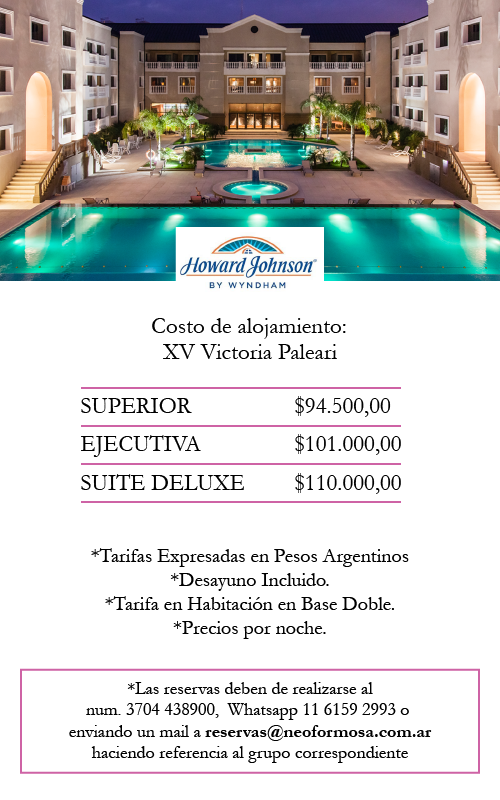 Howard Johnson®
BY WYNDHAM
Costo de alojamiento:
XV Victoria Paleari
SUPERIOR $94.500,00
EJECUTIVA $101.000,00
SUITE DELUXE $110.000,00
*Tarifas Expresadas en Pesos Argentinos
*Desayuno Incluido.
*Tarifa en Habitación en Base Doble.
*Precios por noche.
*Las reservas deben de realizarse al
num. 3704 438900, Whatsapp 11 6159 2993 o
enviando un mail a reservas@neoformosa.com.ar
haciendo referencia al grupo correspondiente